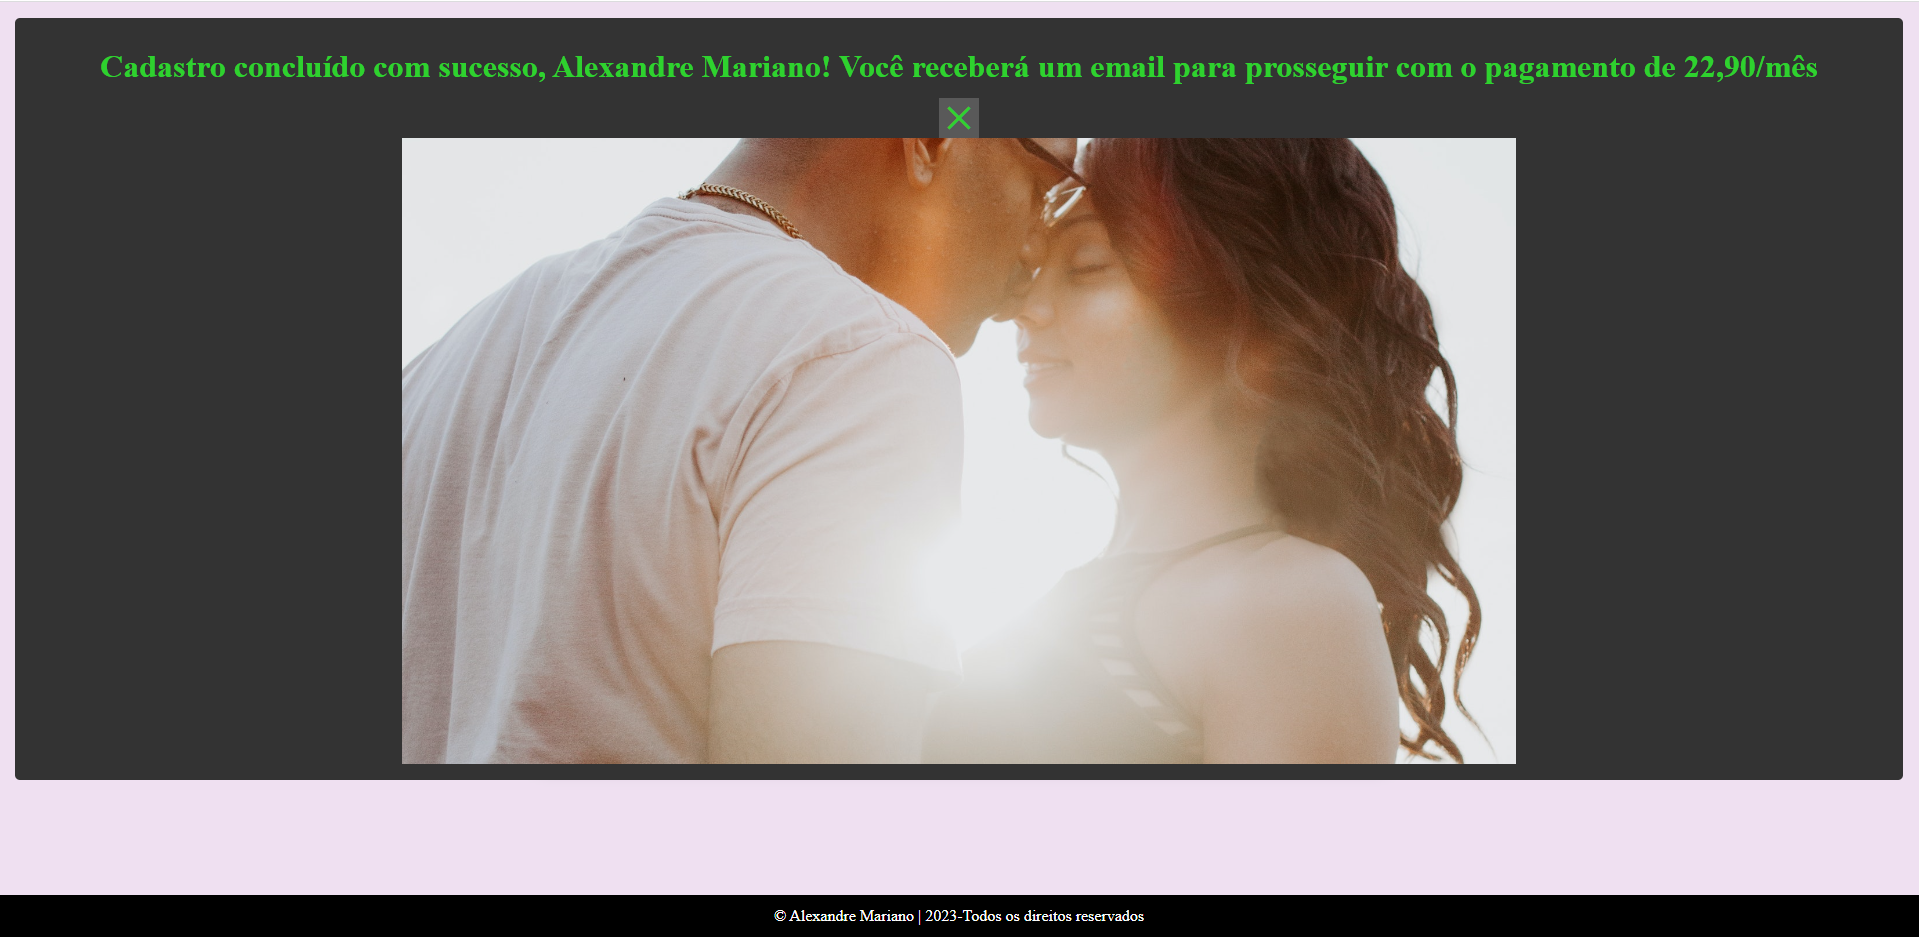 Cadastro concluído com sucesso, Alexandre Mariano! Você receberá um email para prosseguir com o pagamento de 22,90/mês
© Alexandre Mariano | 2023-Todos os direitos reservados